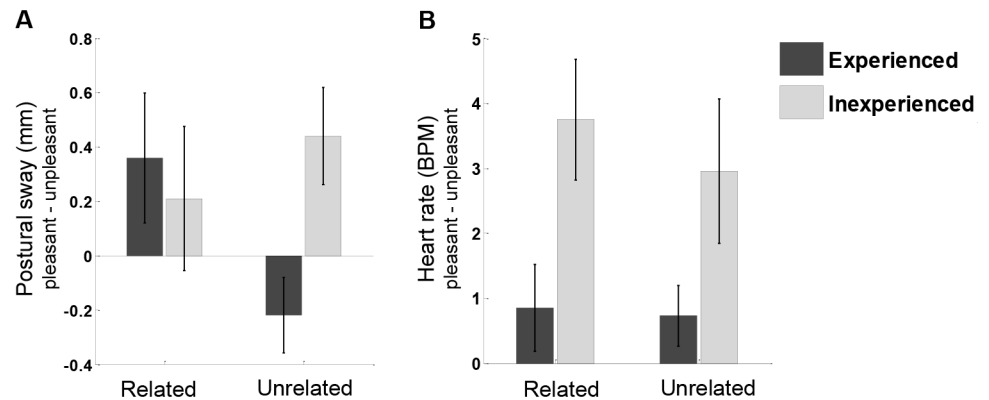 A
Postural sway (mm)
pleasant - unpleasant
0.8
0.6
0.4
0.2
0
-0.2
-0.4
Related
Unrelated
B
Heart rate (BPM)
pleasant - unpleasant
5
4
3
2
1
0
Related
Unrelated
Experienced
Inexperienced